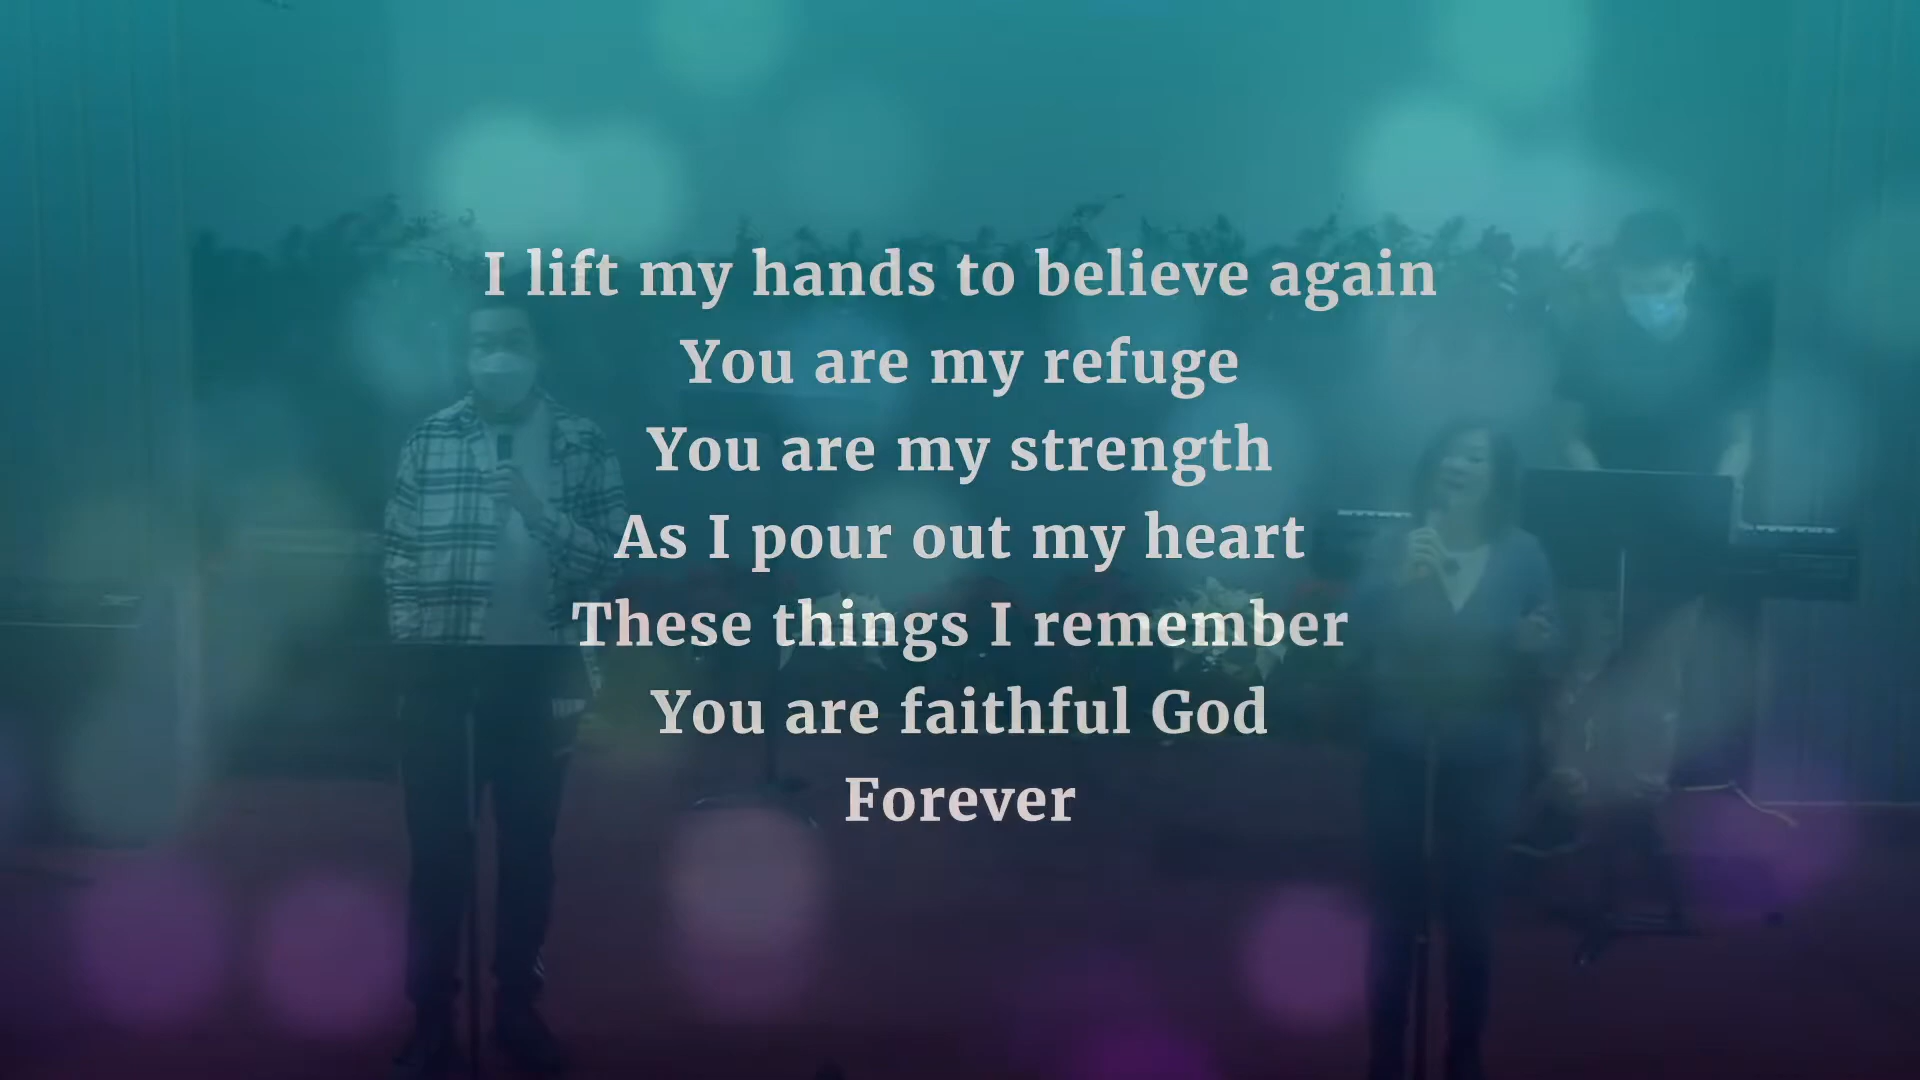 I lift my hands to believe again
You are my refuge
You are my strength
As I pour out my heart
These things I remember
You are faithful God
Forever